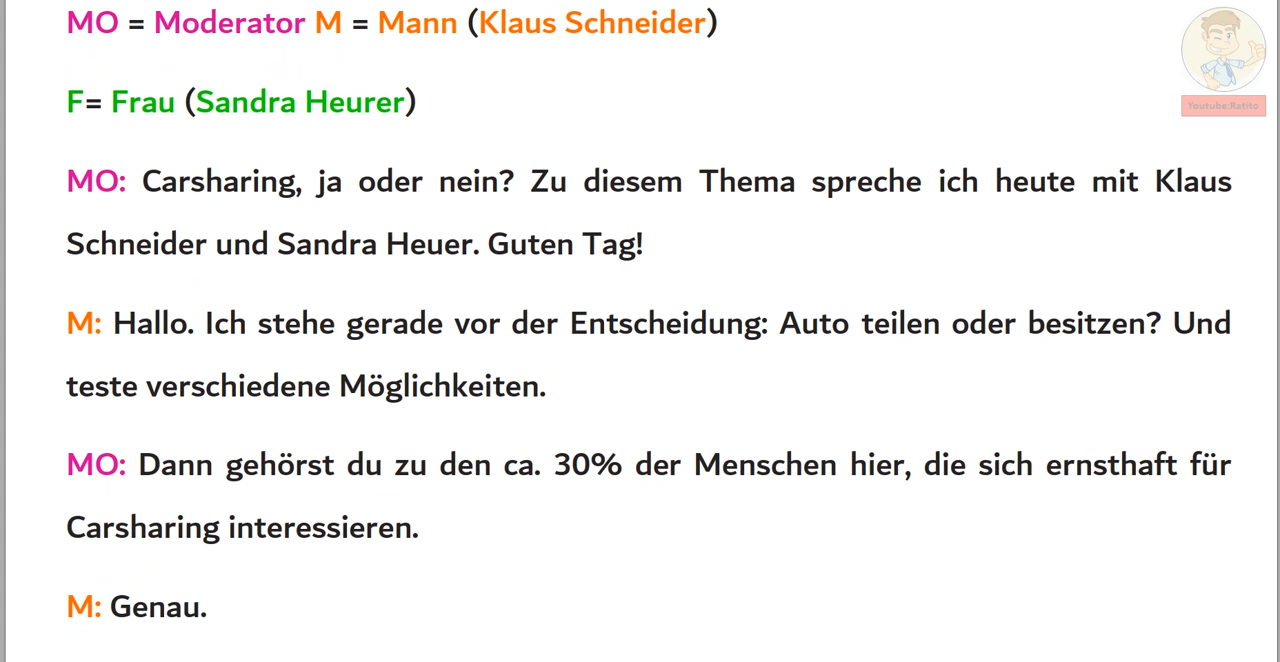 MO = Moderator M = Mann (Klaus Schneider)
F= Frau (Sandra Heurer)
Youtube:Ratito
MO: Carsharing, ja oder nein? Zu diesem Thema spreche ich heute mit Klaus
Schneider und Sandra Heuer. Guten Tag!
M: Hallo. Ich stehe gerade vor der Entscheidung: Auto teilen oder besitzen? Und
teste verschiedene Möglichkeiten.
MO: Dann gehörst du zu den ca. 30% der Menschen hier, die sich ernsthaft für
Carsharing interessieren.
M: Genau.